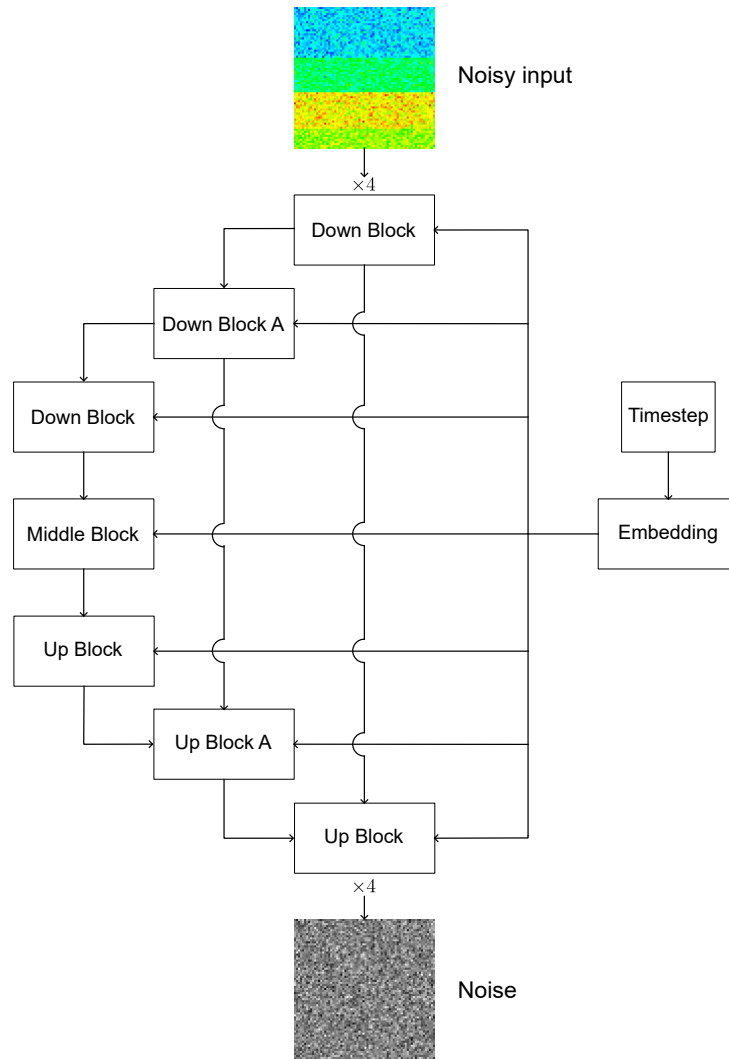 Noisy input
×4
Down Block
Down Block A
Down Block
Timestep
Middle Block
Embedding
Up Block
Up Block A
Up Block
×4
Noise